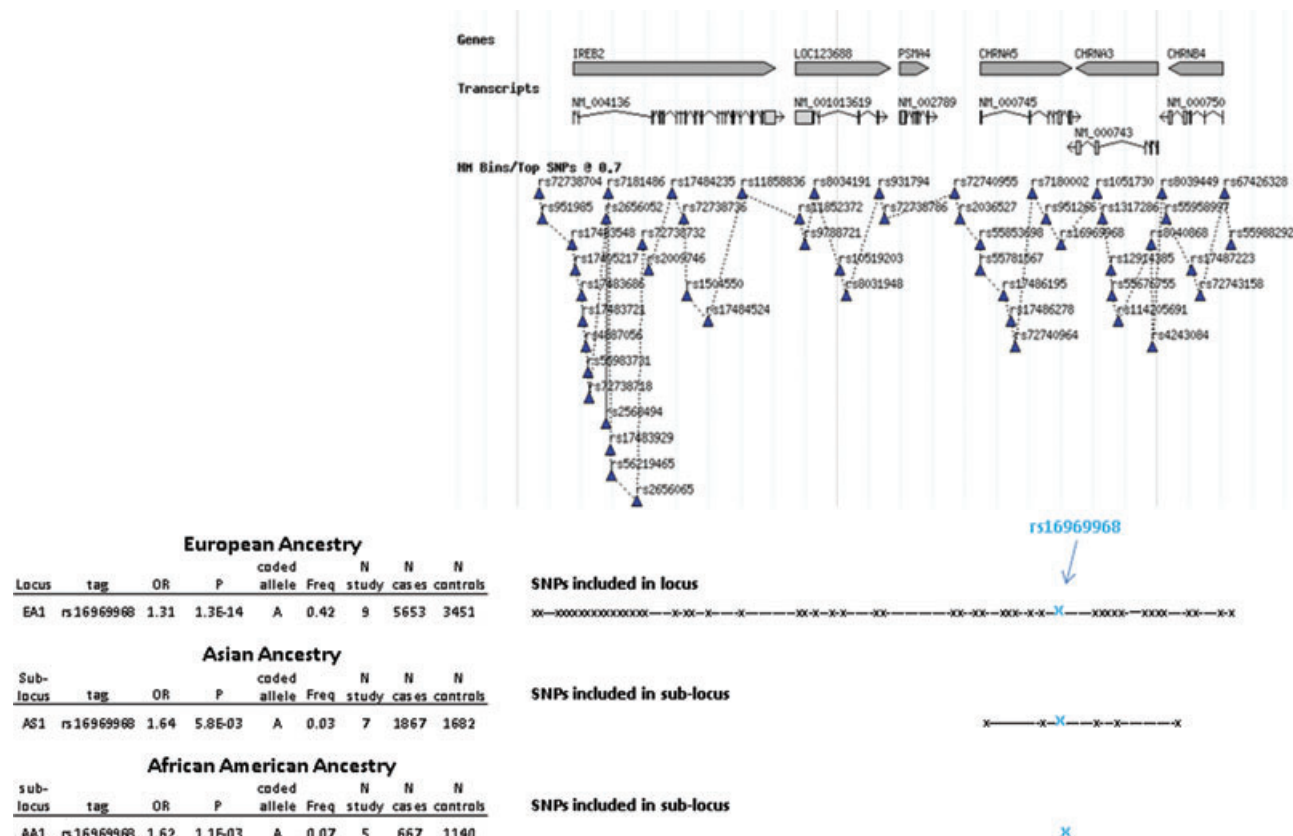 Genes
IREB2 LOC123688 PSMA4 CHRNA5 CHRNA3 CHRNB4
Transcripts
NM_004136 NM_001013619 NM_002789 NM_000745 NM_000750
NM_000743
NM Bins/Top SNPs @ 0.7
rs72738704 rs7181486 rs17484235 rs11858836 rs8034191 rs931794 rs72740955 rs7180002 rs1051730 rs8039449 rs67426328
rs951985 rs2656052 rs72738736 rs11852372 rs72738786 rs2036527 rs951266 rs1317286 rs55958997
rs17483548 rs72738732 rs9788721 rs55853698 rs16969968 rs8040868 rs55988292
rs17405217 rs2009746 rs10519203 rs55781567 rs12914385 rs17487223
rs17483686 rs1504550 rs8031948 rs17486195 rs55676755 rs72743158
rs17483721 rs17484524 rs17486278 rs114205691
rs4887056 rs72740964 rs4243084
rs55983731
rs72738718
rs2568494
rs17483929
rs56219465
rs2656065
rs16969968
European Ancestry
coded N N N
Locus tag OR P allele Freq study cases controls
EA1 rs16969968 1.31 1.3E-14 A 0.42 9 5653 3451
SNPs included in locus
Asian Ancestry
Sub- coded N N N
locus tag OR P allele Freq study cases controls
AS1 rs16969968 1.64 5.8E-03 A 0.03 7 1867 1682
SNPs included in sub-locus
African American Ancestry
sub- coded N N N
locus tag OR P allele Freq study cases controls
AA1 rs16969968 1.62 1.1E-03 A 0.07 5 667 1140
SNPs included in sub-locus